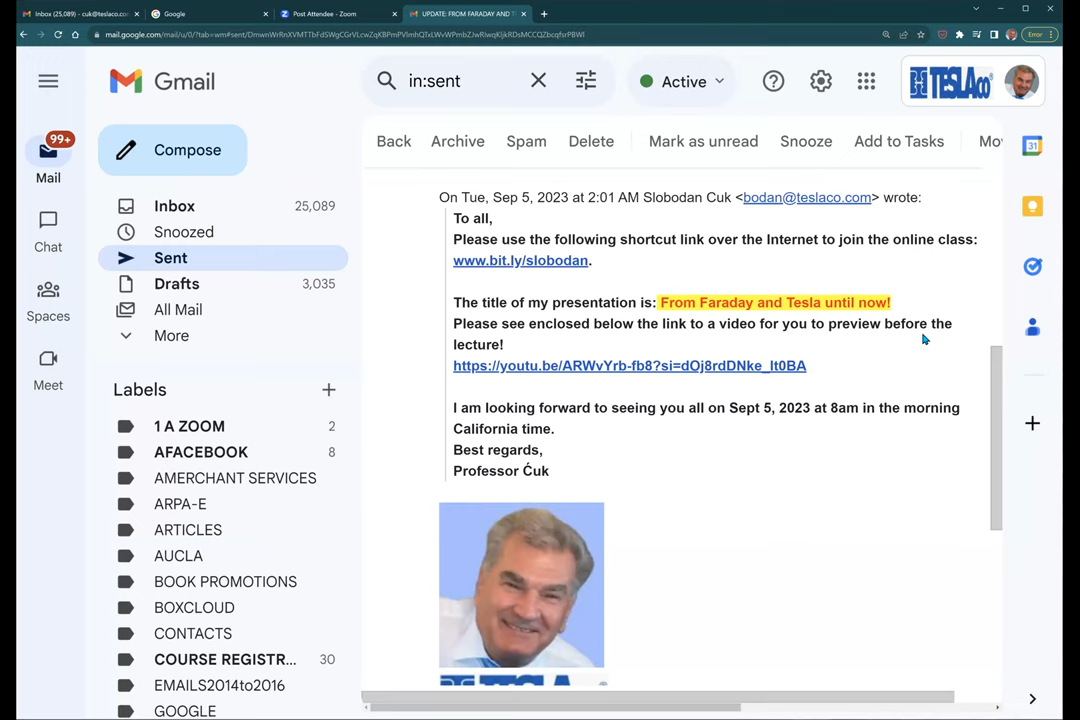 Inbox (25,089) - cuk@teslaco.co
Google
Post Attendee - Zoom
UPDATE: FROM FARADAY AND T
Error
Gmail
in:sent
Active
TESLAco
Compose
99+
Mail
Chat
Spaces
Meet
Inbox 25,089
Snoozed
Sent
Drafts 3,035
All Mail
More
Labels
1 A ZOOM 2
AFACEBOOK 8
AMERCHANT SERVICES
ARPA-E
ARTICLES
AUCLA
BOOK PROMOTIONS
BOXCLOUD
CONTACTS
COURSE REGISTR... 30
EMAILS2014to2016
GOOGLE
Back Archive Spam Delete Mark as unread Snooze Add to Tasks Mov
On Tue, Sep 5, 2023 at 2:01 AM Slobodan Cuk <bodan@teslaco.com> wrote:
To all,
Please use the following shortcut link over the Internet to join the online class:
www.bit.ly/slobodan.
The title of my presentation is: From Faraday and Tesla until now!
Please see enclosed below the link to a video for you to preview before the
lecture!
https://youtu.be/ARWvYrb-fb8?si=dOj8rdDNke_lt0BA
I am looking forward to seeing you all on Sept 5, 2023 at 8am in the morning
California time.
Best regards,
Professor Ćuk
31